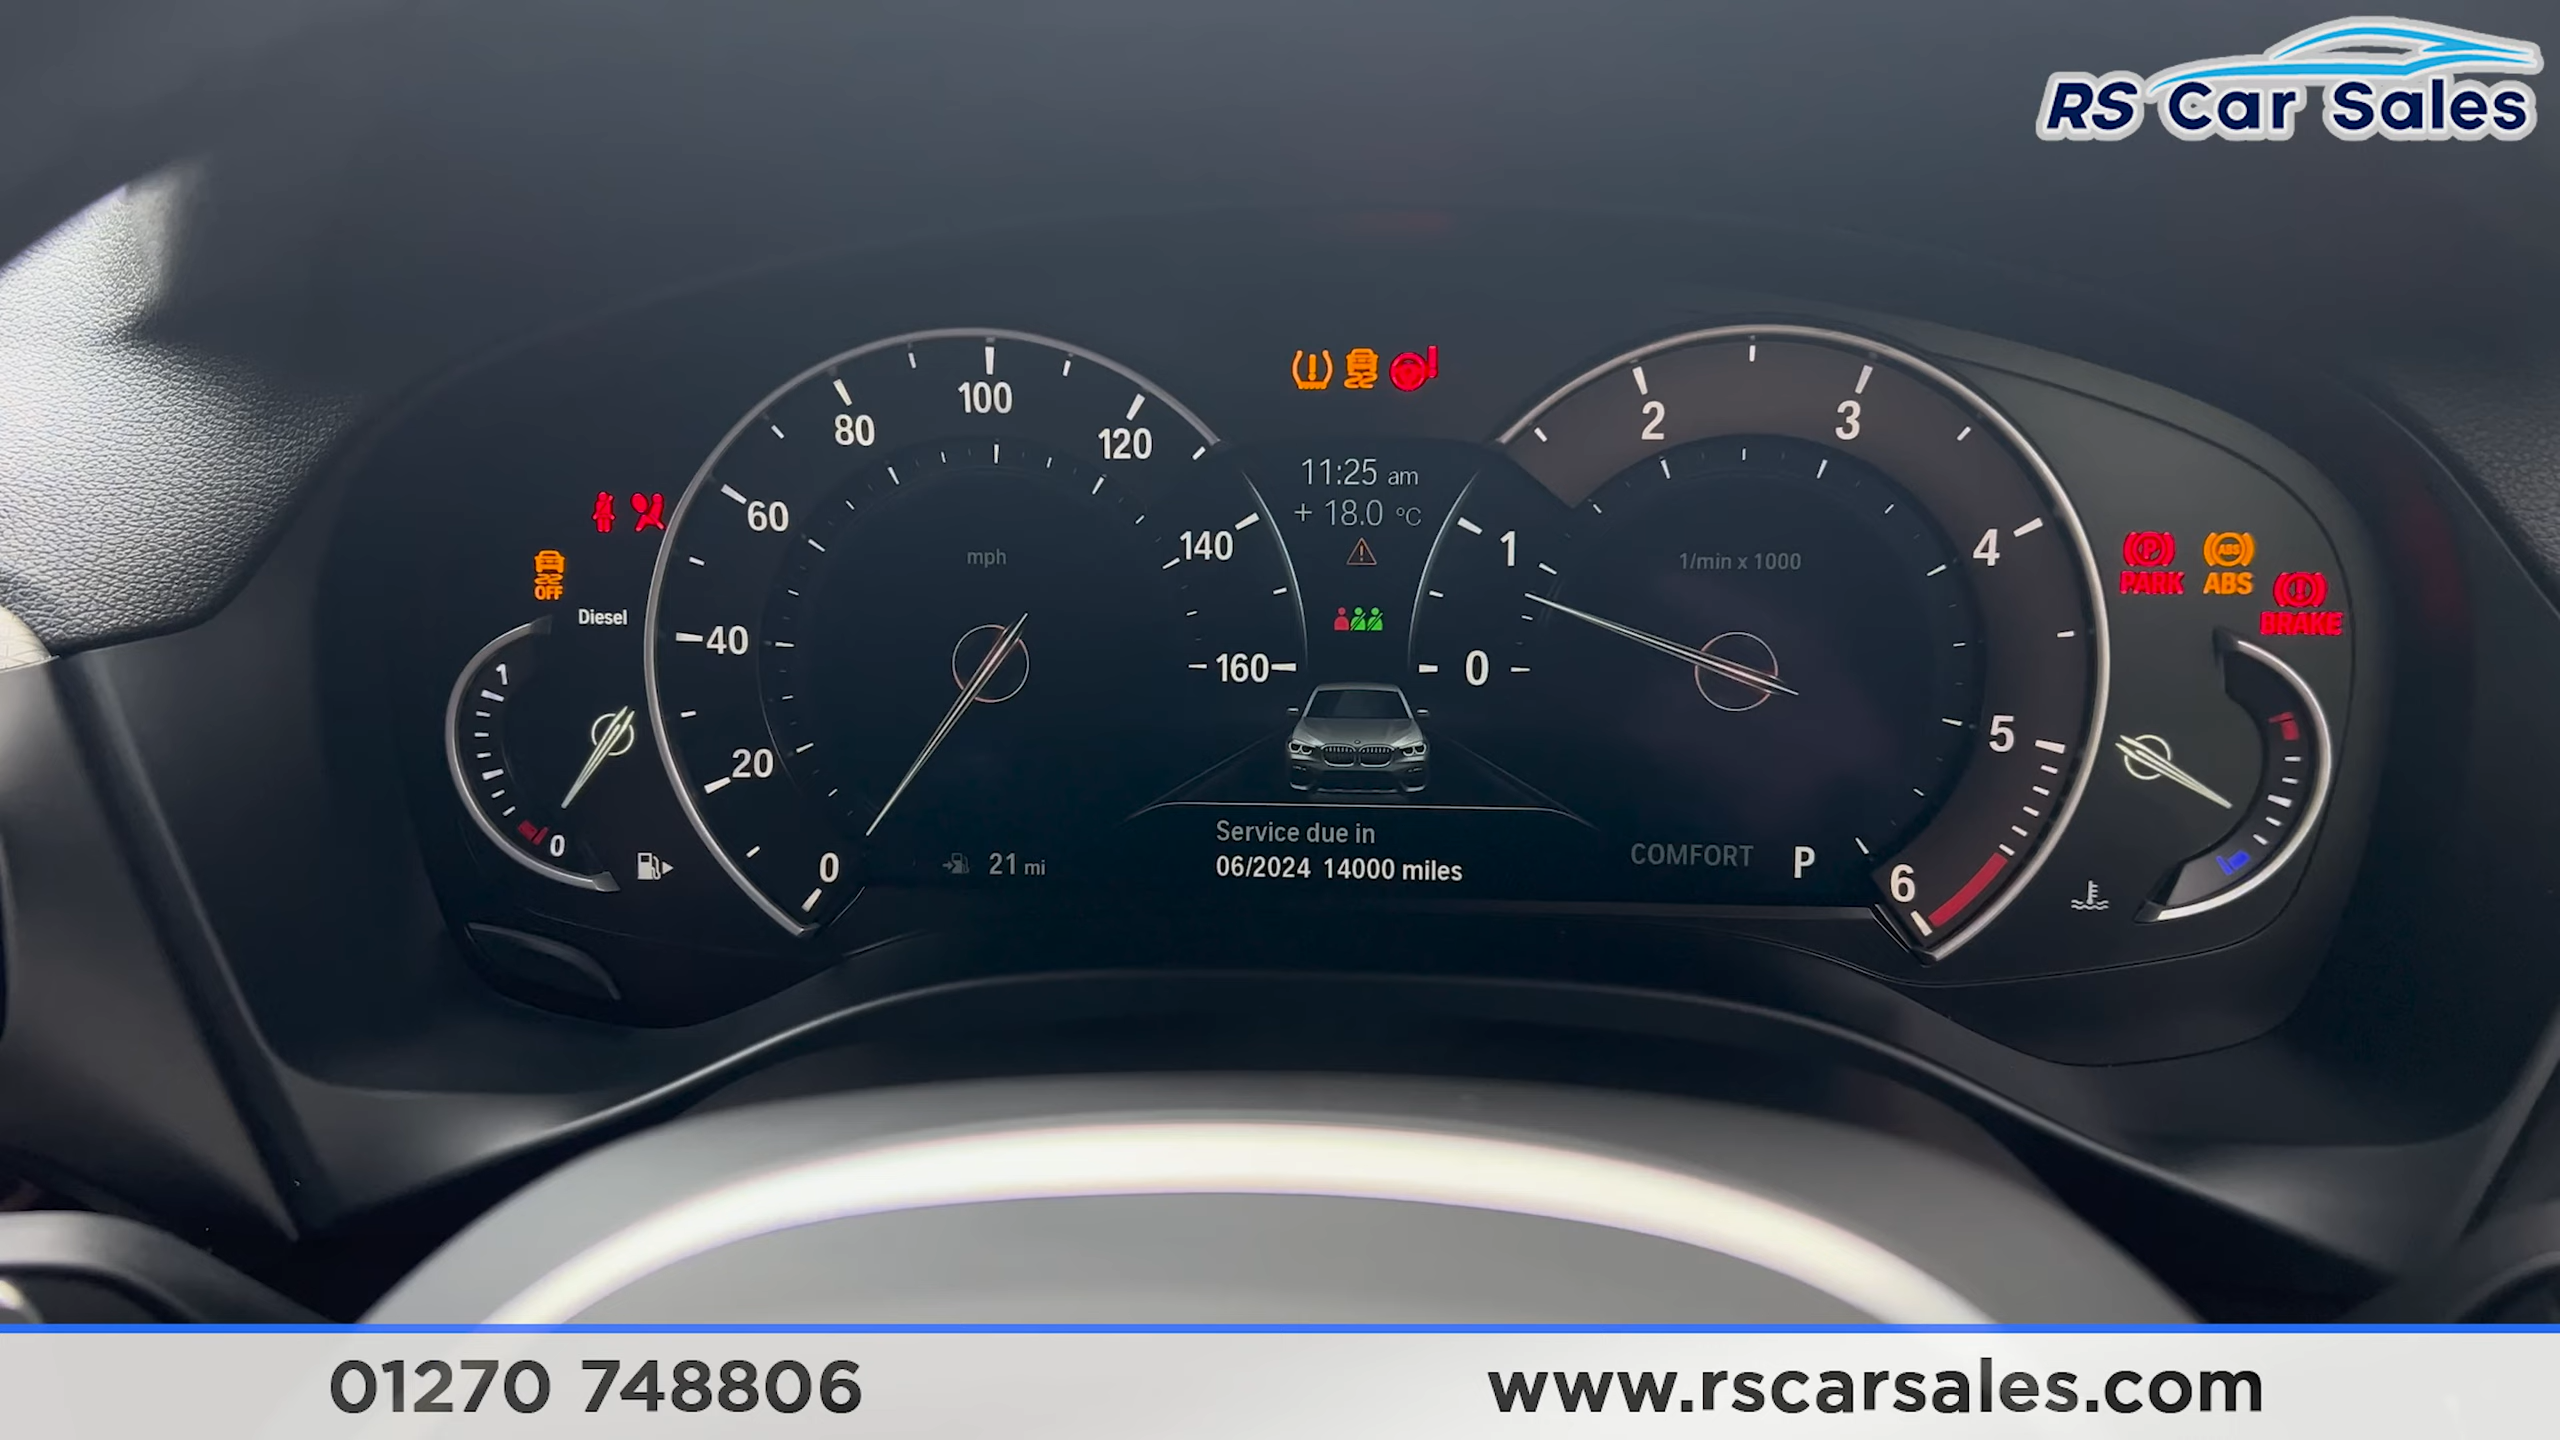 RS Car Sales
100
80
120
60
140
40
160
20
0
mph
11:25 am
+ 18.0 °C
2
3
1
4
0
5
6
1/min x 1000
OFF
Diesel
1
0
PARK
ABS
ABS
BRAKE
21 mi
Service due in
06/2024 14000 miles
COMFORT
P
01270 748806
www.rscarsales.com